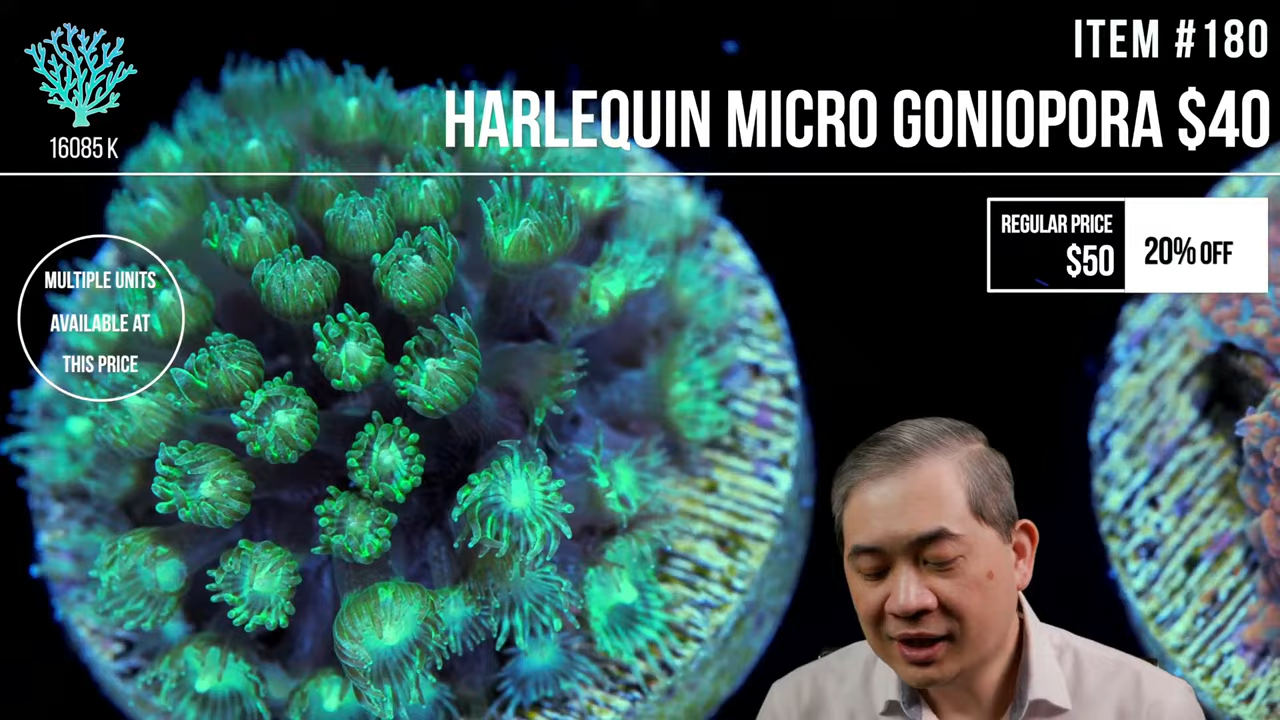 ITEM #180
HARLEQUIN MICRO GONIOPORA $40
16085 K
REGULAR PRICE
$50
20% OFF
MULTIPLE UNITS
AVAILABLE AT
THIS PRICE